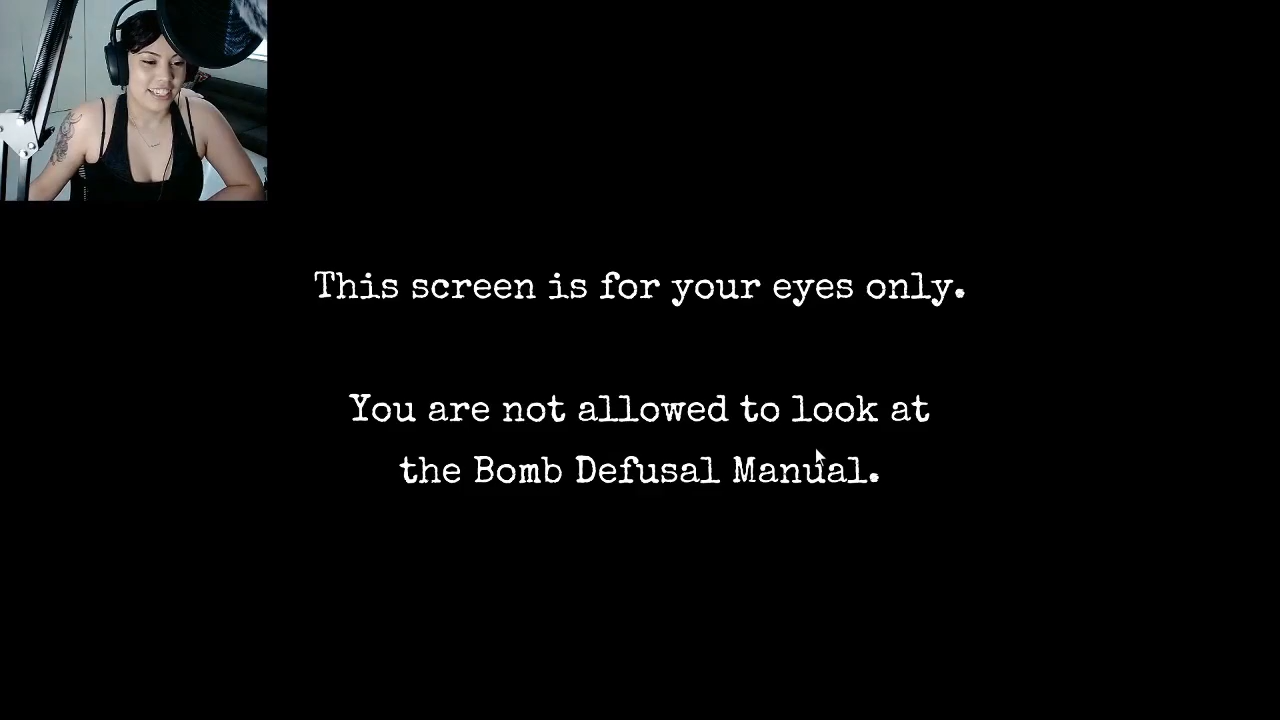 This screen is for your eyes only.
You are not allowed to look at
the Bomb Defusal Manual.